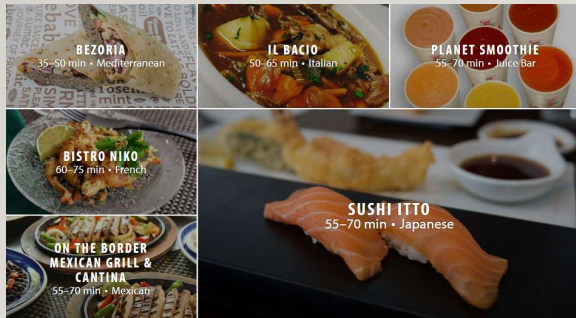 BEZORIA
35–50 min • Mediterranean
IL BACIO
50–65 min • Italian
PLANET SMOOTHIE
55–70 min • Juice Bar
BISTRO NIKO
60–75 min • French
SUSHI ITTO
55–70 min • Japanese
ON THE BORDER
MEXICAN GRILL &
CANTINA
55–70 min • Mexican